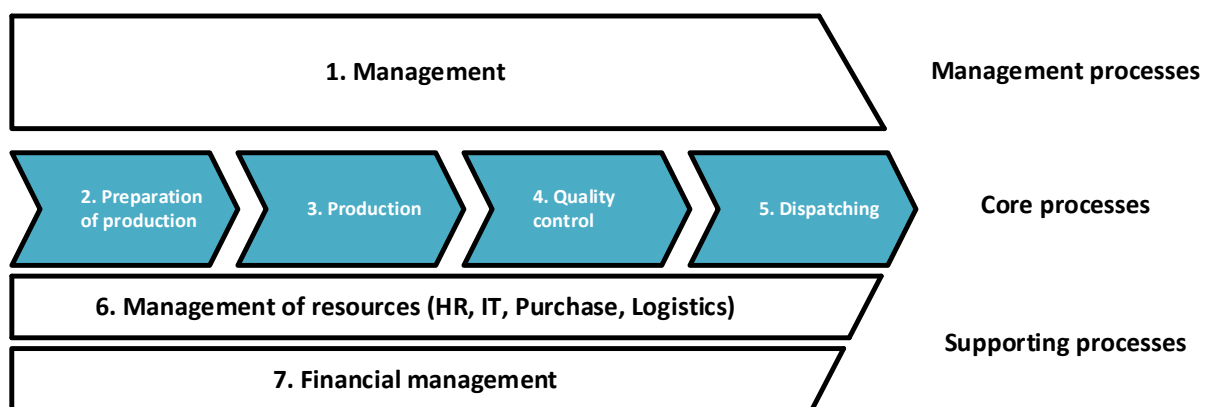 1. Management
Management processes
2. Preparation
of production
3. Production
4. Quality
control
5. Dispatching
Core processes
6. Management of resources (HR, IT, Purchase, Logistics)
Supporting processes
7. Financial management